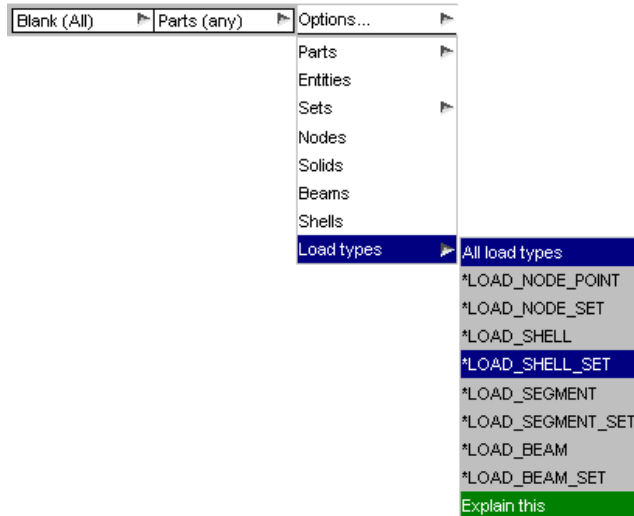 Blank (All) Parts (any) Options...
Parts
Entities
Sets
Nodes
Solids
Beams
Shells
Load types
All load types
*LOAD_NODE_POINT
*LOAD_NODE_SET
*LOAD_SHELL
*LOAD_SHELL_SET
*LOAD_SEGMENT
*LOAD_SEGMENT_SET
*LOAD_BEAM
*LOAD_BEAM_SET
Explain this